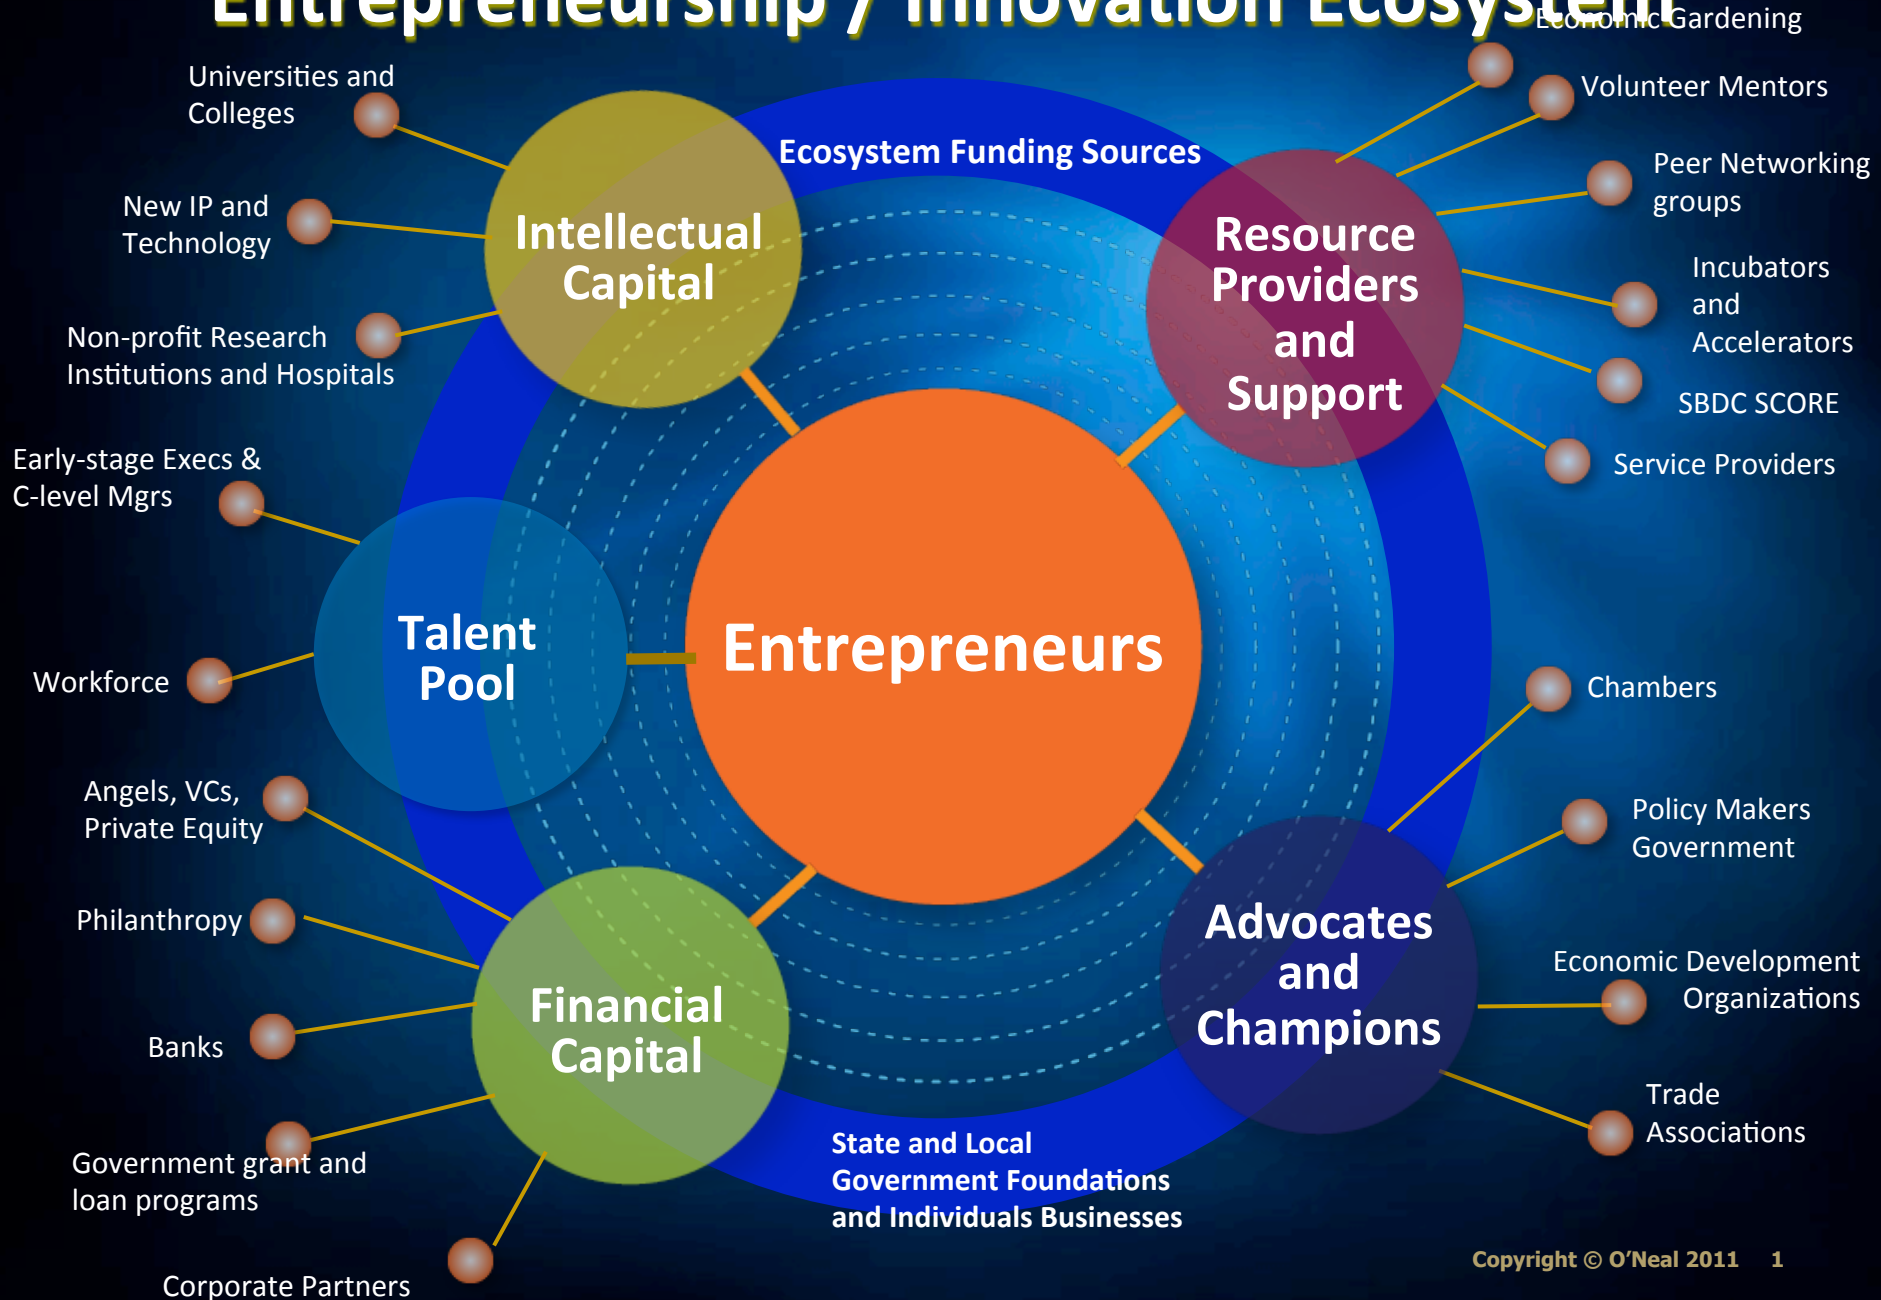 Entrepreneurship / Innovation Ecosystem
Economic Gardening
Universities and
Colleges
Volunteer Mentors
Ecosystem Funding Sources
Peer Networking
groups
New IP and
Technology
Intellectual
Capital
Resource
Providers
and
Support
Incubators
and
Accelerators
Non-profit Research
Institutions and Hospitals
SBDC SCORE
Service Providers
Early-stage Execs &
C-level Mgrs
Talent
Pool
Entrepreneurs
Workforce
Chambers
Angels, VCs,
Private Equity
Policy Makers
Government
Philanthropy
Advocates
and
Champions
Economic Development
Organizations
Financial
Capital
Banks
Trade
Associations
State and Local
Government Foundations
and Individuals Businesses
Government grant and
loan programs
Corporate Partners
Copyright © O’Neal 2011 1